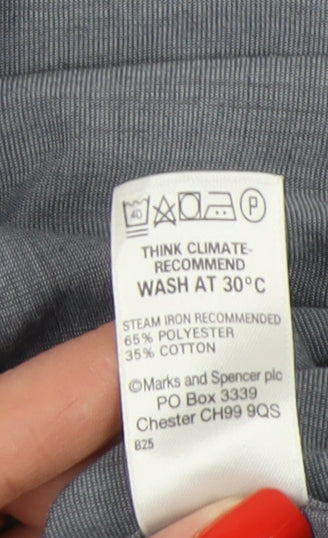 40 P
THINK CLIMATE-
RECOMMEND
WASH AT 30°C
STEAM IRON RECOMMENDED
65% POLYESTER
35% COTTON
©Marks and Spencer plc
PO Box 3339
Chester CH99 9QS
B25